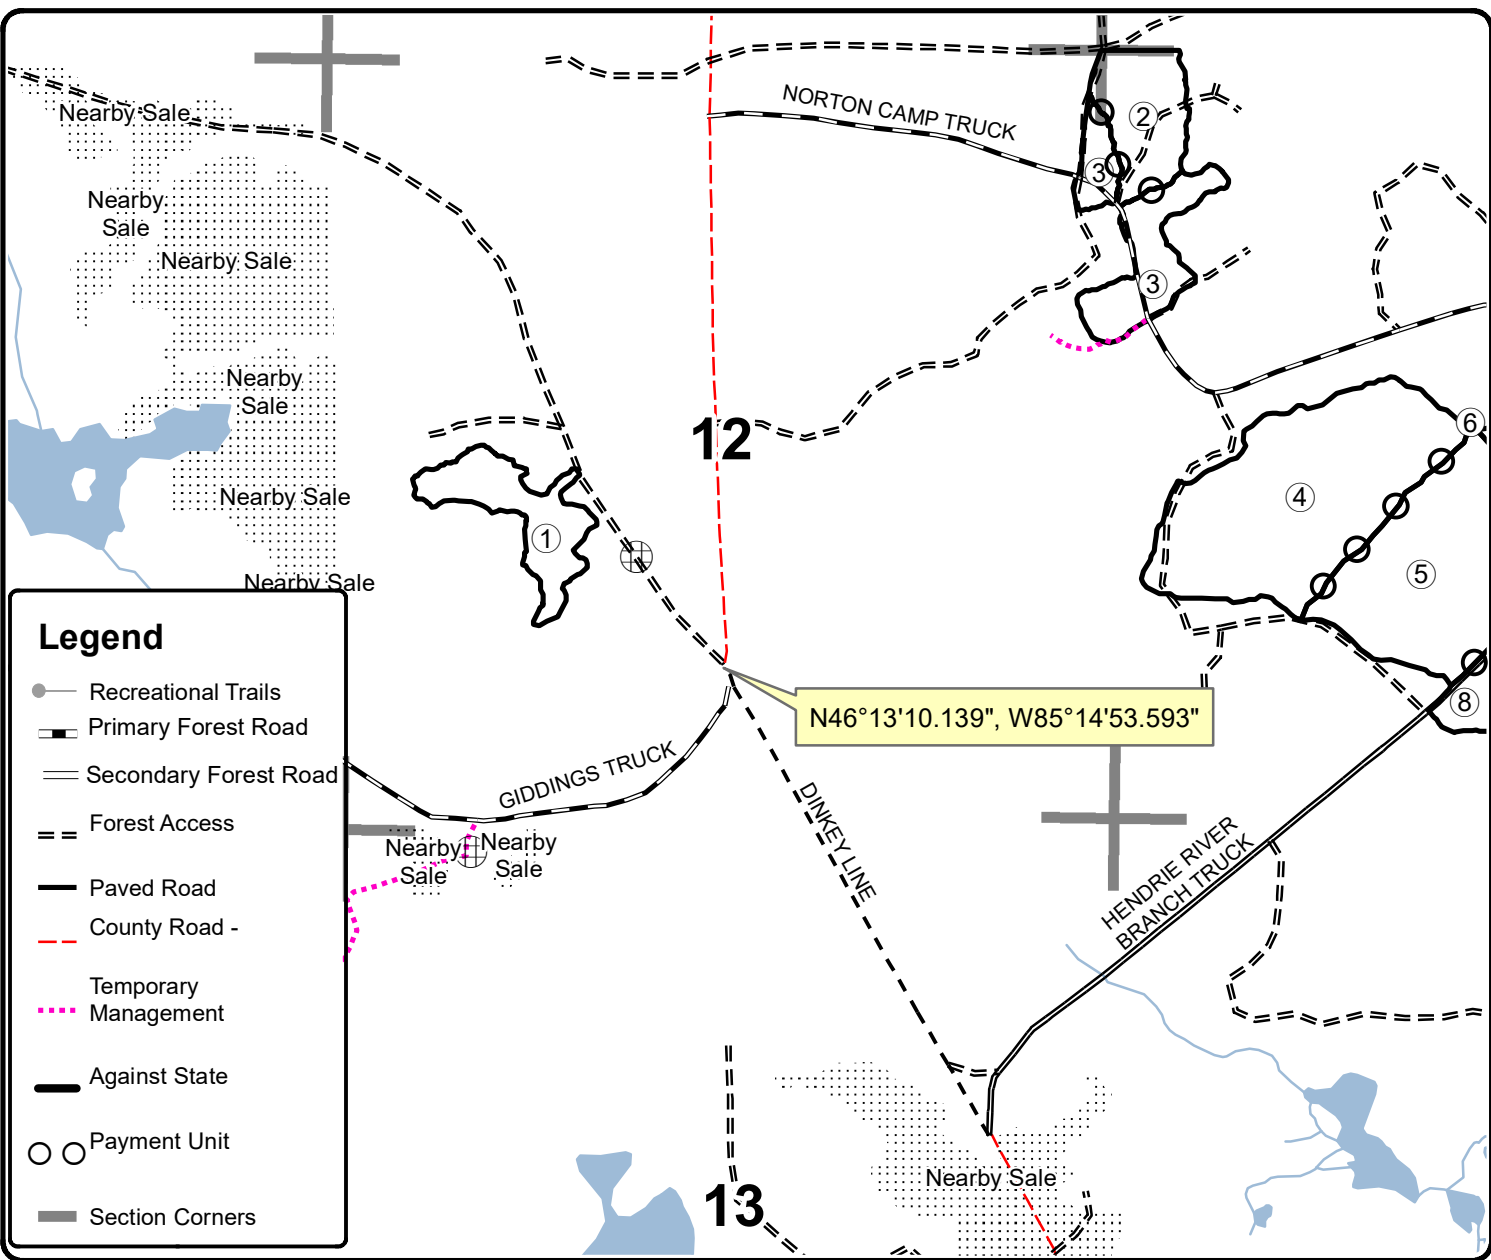 Nearby Sale
NORTON CAMP TRUCK
2
3
Nearby
Sale
Nearby Sale
3
Nearby
Sale
12
6
4
Nearby Sale
1
5
Nearby Sale
N46°13'10.139", W85°14'53.593"
8
GIDDINGS TRUCK
DINKEY LINE
HENDRIE RIVER
BRANCH TRUCK
Nearby
Sale
Nearby
Sale
Nearby Sale
13
Legend
Recreational Trails
Primary Forest Road
Secondary Forest Road
Forest Access
Paved Road
County Road -
Temporary
Management
Against State
Payment Unit
Section Corners